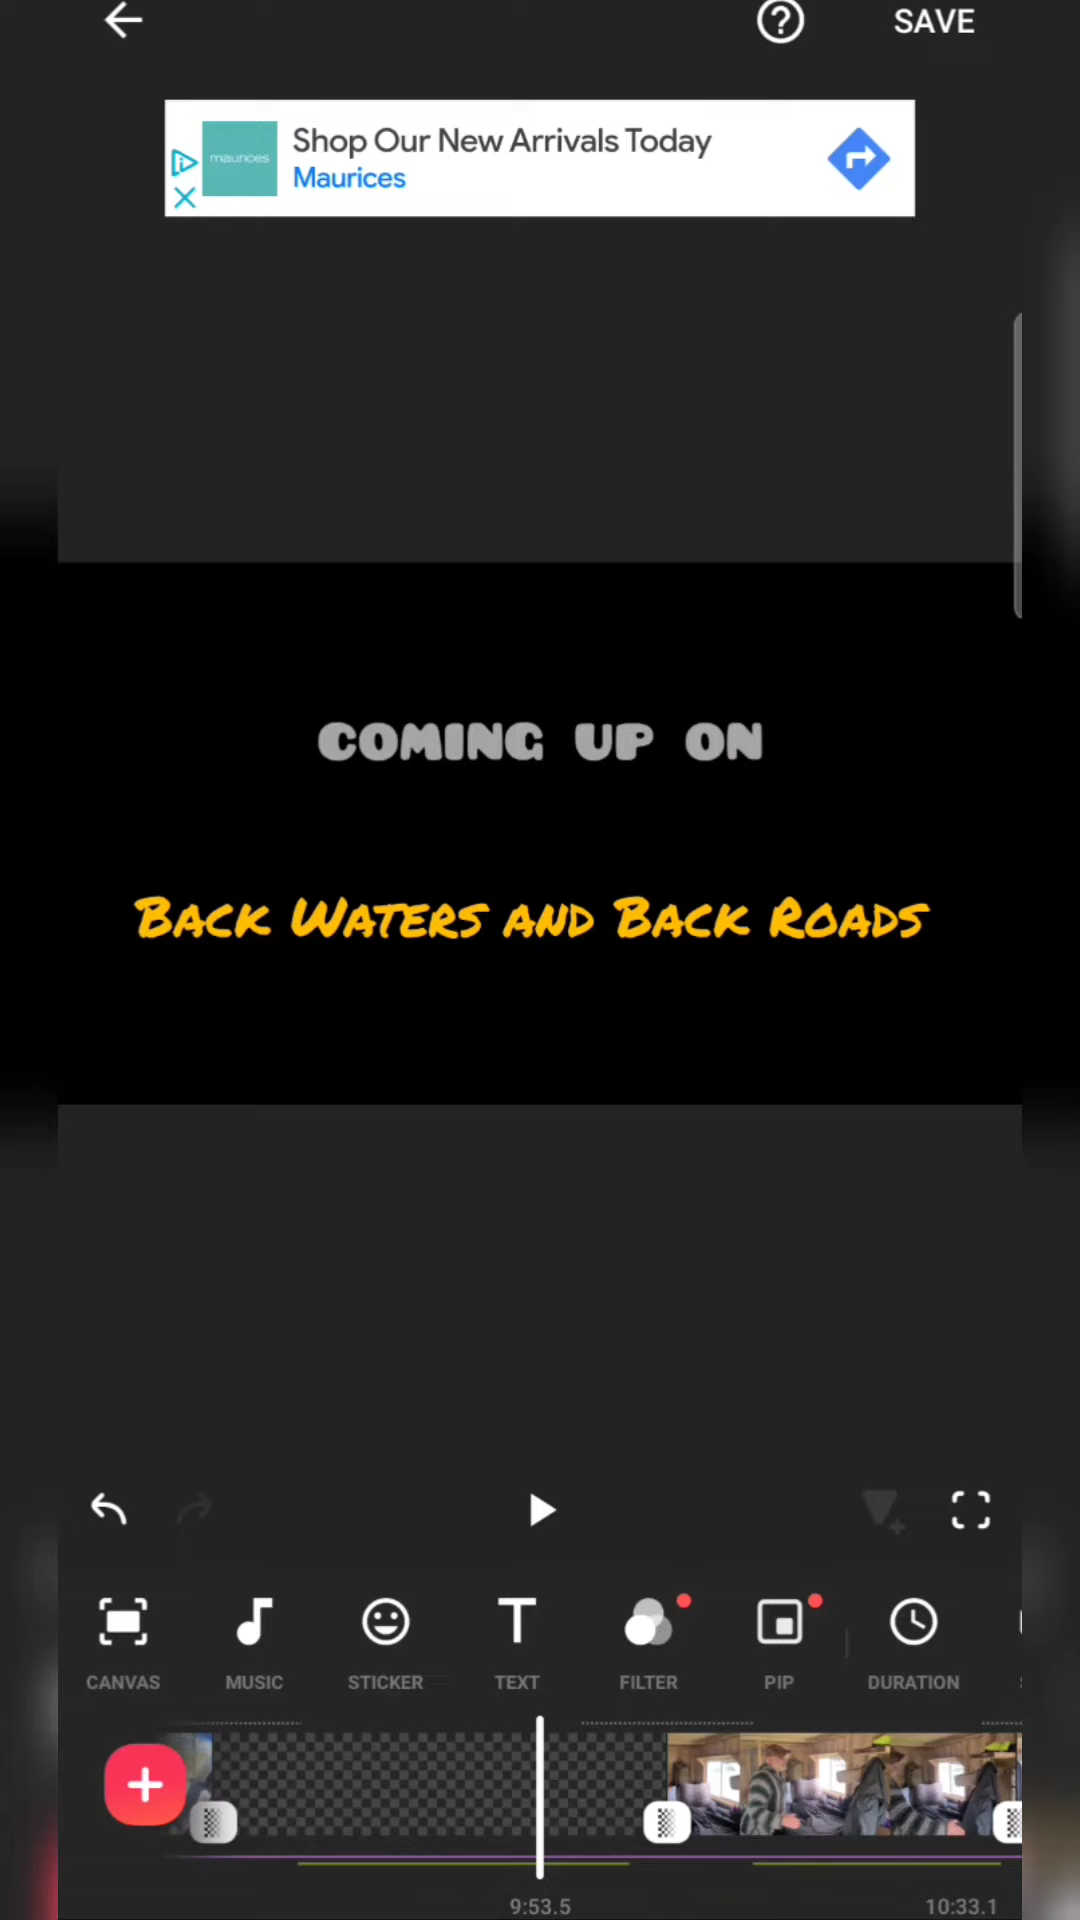 SAVE
maurices
Shop Our New Arrivals Today
Maurices
COMING UP ON
BACK WATERS AND BACK ROADS
CANVAS MUSIC STICKER TEXT FILTER PIP DURATION
9:53.5 10:33.1